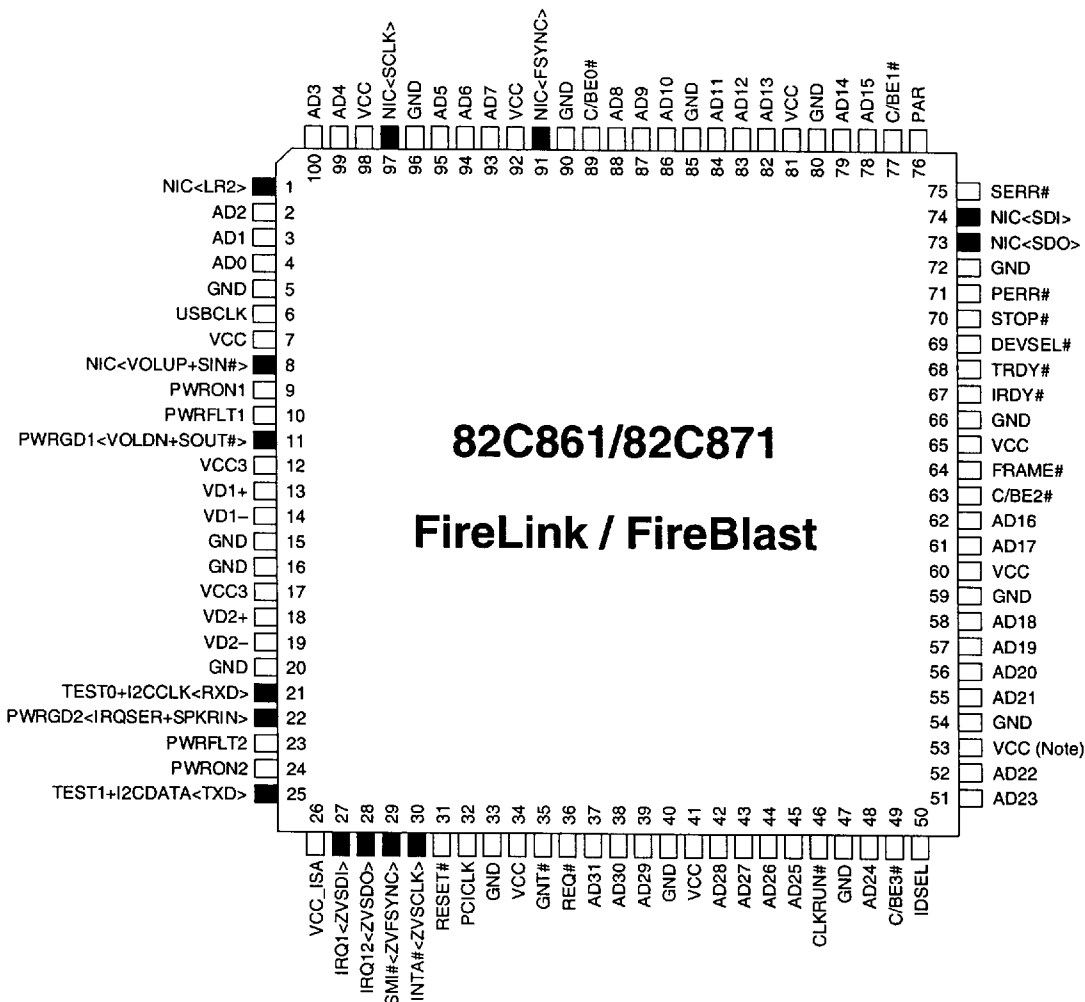 AD3
AD4
VCC
NIC<SCLK>
GND
AD5
AD6
AD7
VCC
NIC<FSYNC>
GND
C/BE0#
AD8
AD9
AD10
GND
AD11
AD12
AD13
VCC
GND
AD14
AD15
C/BE1#
PAR
100
99
98
97
96
95
94
93
92
91
90
89
88
87
86
85
84
83
82
81
80
79
78
77
76
NIC<LR2> 1
AD2 2
AD1 3
AD0 4
GND 5
USBCLK 6
VCC 7
NIC<VOLUP+SIN#> 8
PWRON1 9
PWRFLT1 10
PWRGD1<VOLDN+SOUT#> 11
VCC3 12
VD1+ 13
VD1− 14
GND 15
GND 16
VCC3 17
VD2+ 18
VD2− 19
GND 20
TEST0+I2CCLK<RXD> 21
PWRGD2<IRQSER+SPKRIN> 22
PWRFLT2 23
PWRON2 24
TEST1+I2CDATA<TXD> 25
82C861/82C871
FireLink / FireBlast
75 SERR#
74 NIC<SDI>
73 NIC<SDO>
72 GND
71 PERR#
70 STOP#
69 DEVSEL#
68 TRDY#
67 IRDY#
66 GND
65 VCC
64 FRAME#
63 C/BE2#
62 AD16
61 AD17
60 VCC
59 GND
58 AD18
57 AD19
56 AD20
55 AD21
54 GND
53 VCC (Note)
52 AD22
51 AD23
26
27
28
29
30
31
32
33
34
35
36
37
38
39
40
41
42
43
44
45
46
47
48
49
50
VCC_ISA
IRQ1<ZVSDI>
IRQ12<ZVSDO>
SMI#<ZVFSYNC>
INTA#<ZVSCLK>
RESET#
PCICLK
GND
VCC
GNT#
REQ#
AD31
AD30
AD29
GND
VCC
AD28
AD27
AD26
AD25
CLKRUN#
GND
AD24
C/BE3#
IDSEL